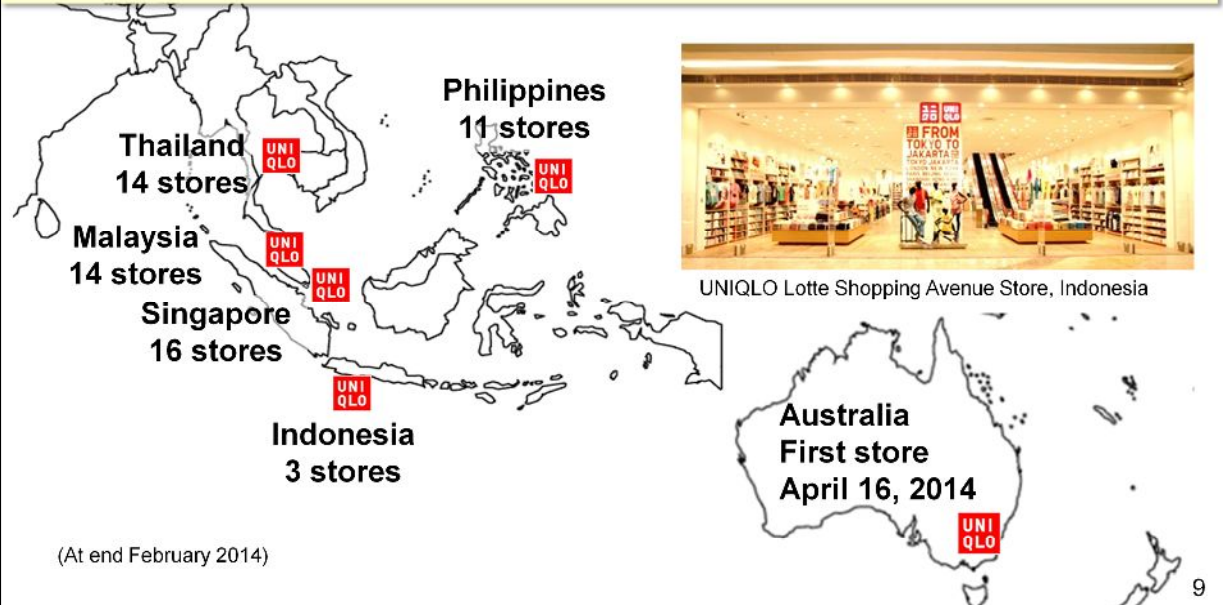 Philippines
11 stores
UNI
QLO
Thailand
14 stores
UNI
QLO
Malaysia
14 stores
UNI
QLO
Singapore
16 stores
UNI
QLO
UNI
QLO
Indonesia
3 stores
(At end February 2014)
UNI
QLO
FROM
TOKYO TO
JAKARTA
UNIQLO Lotte Shopping Avenue Store, Indonesia
Australia
First store
April 16, 2014
UNI
QLO
9